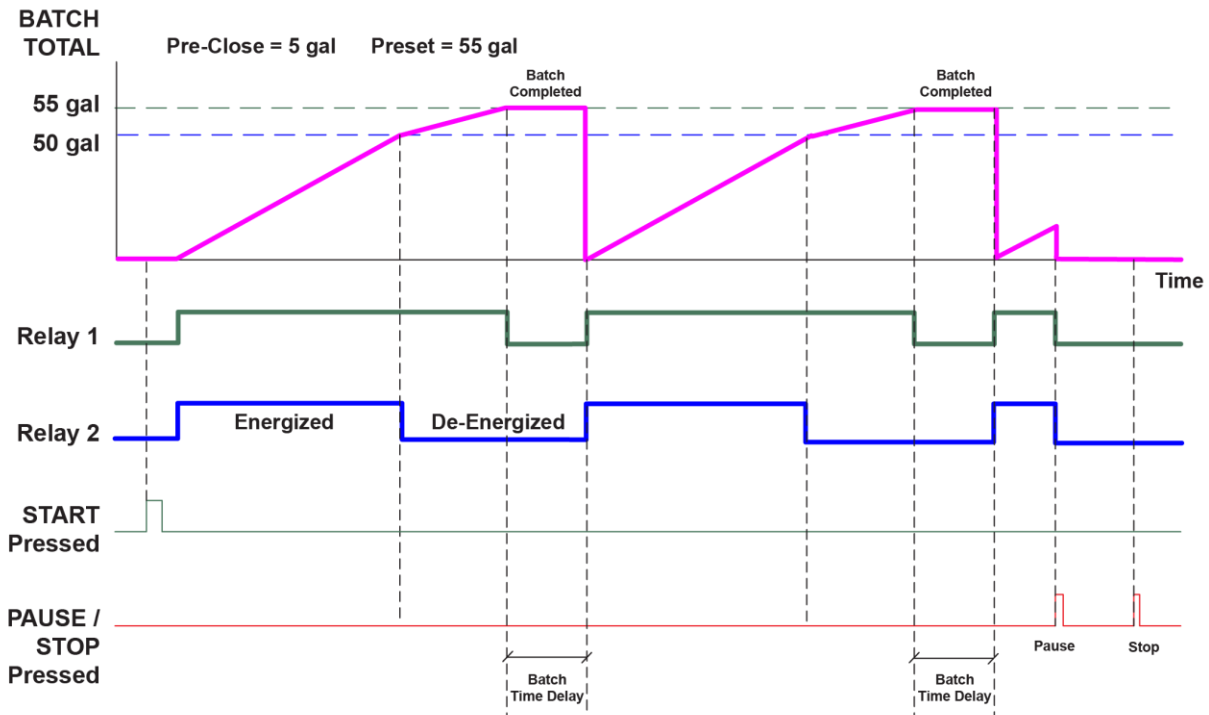 BATCH
TOTAL
Pre-Close = 5 gal
Preset = 55 gal
Batch
Completed
Batch
Completed
55 gal
50 gal
Time
Relay 1
Relay 2
Energized
De-Energized
START
Pressed
PAUSE /
STOP
Pressed
Pause
Stop
Batch
Time Delay
Batch
Time Delay